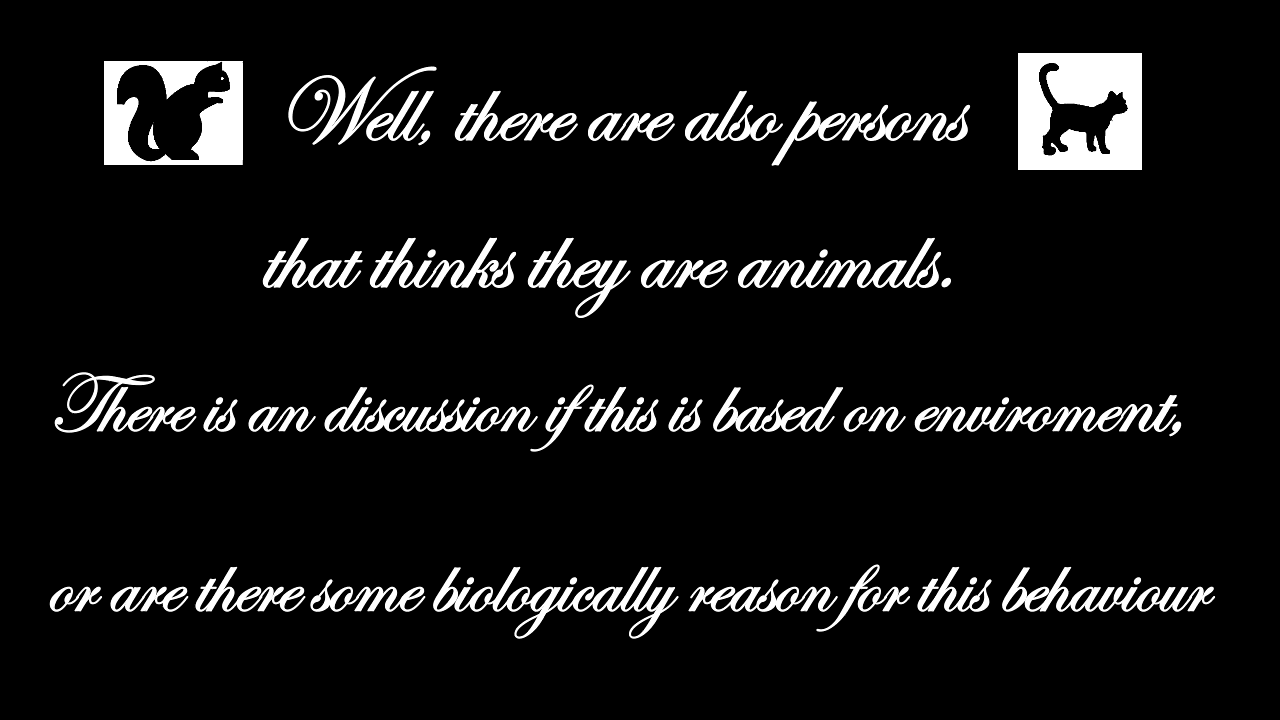 Well, there are also persons
that thinks they are animals.
There is an discussion if this is based on enviroment,
or are there some biologically reason for this behaviour